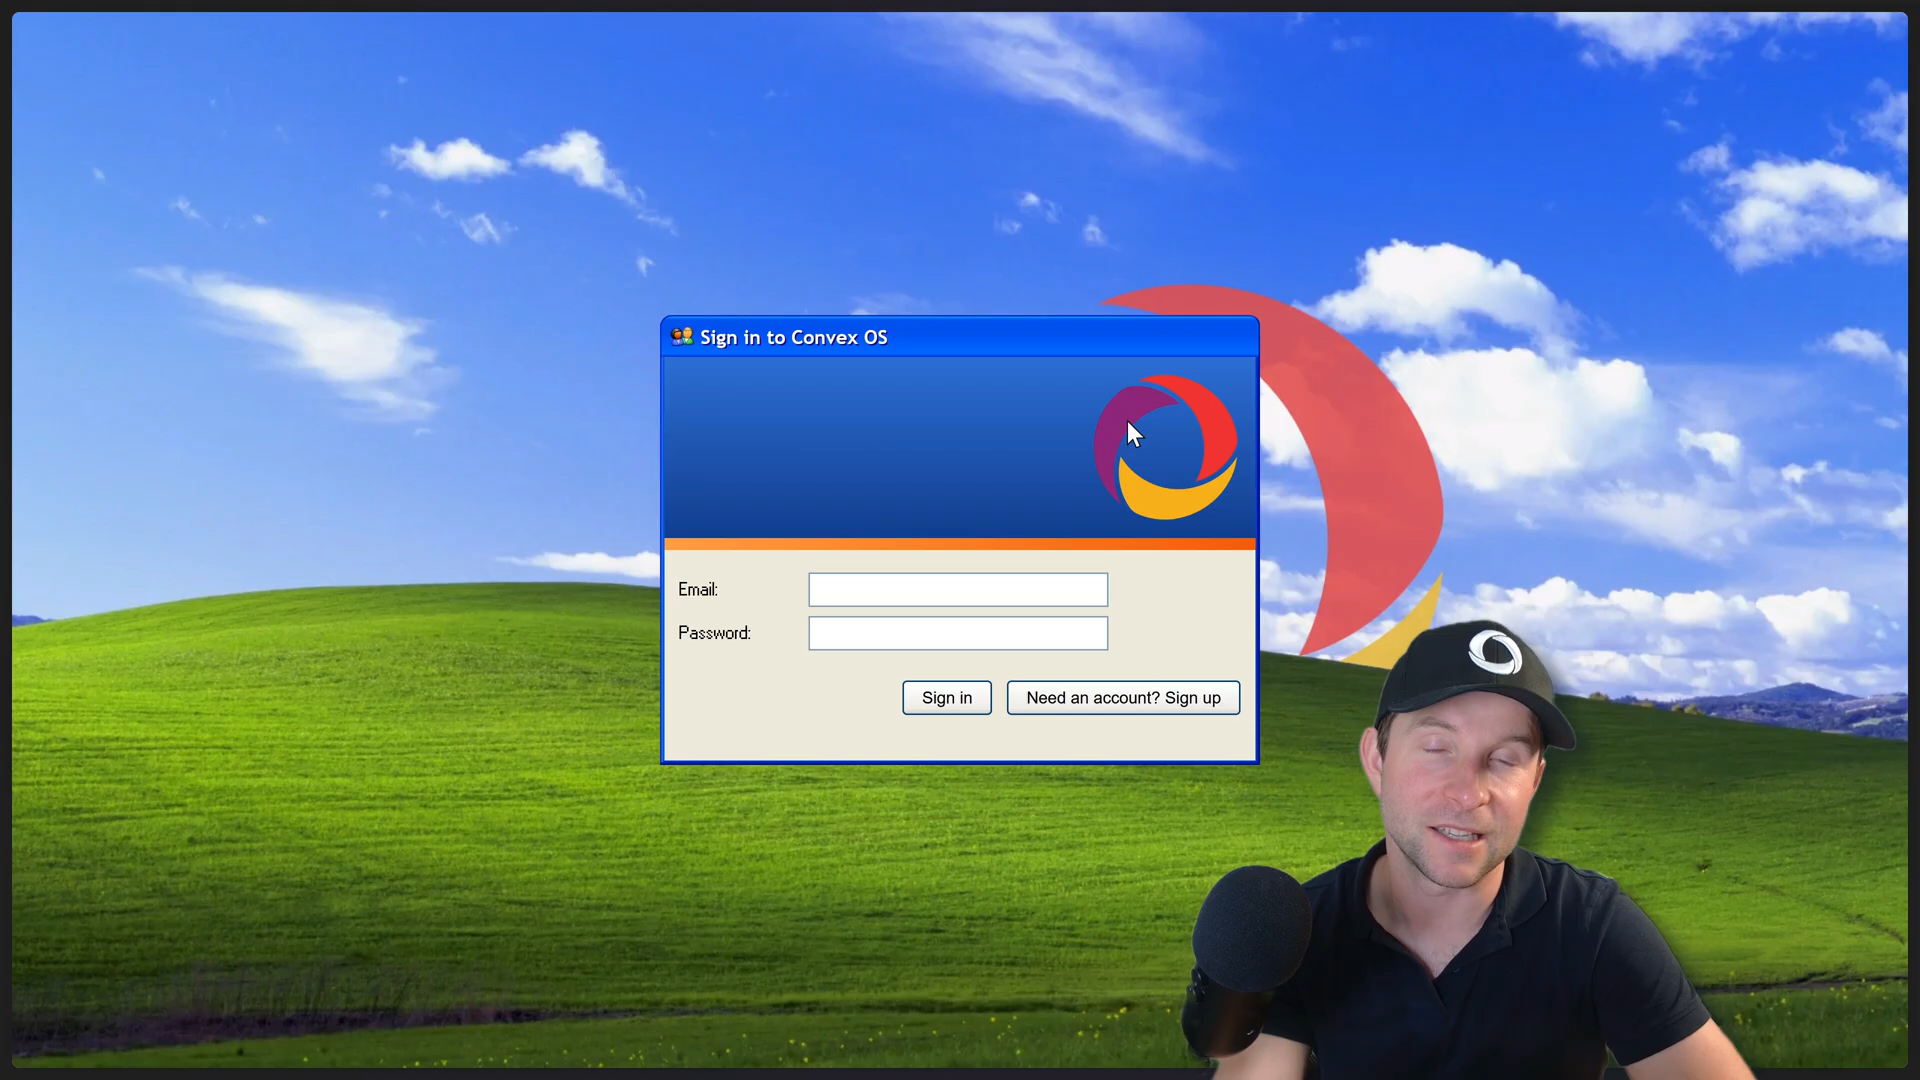 Sign in to Convex OS
Email:
Password:
Sign in
Need an account? Sign up